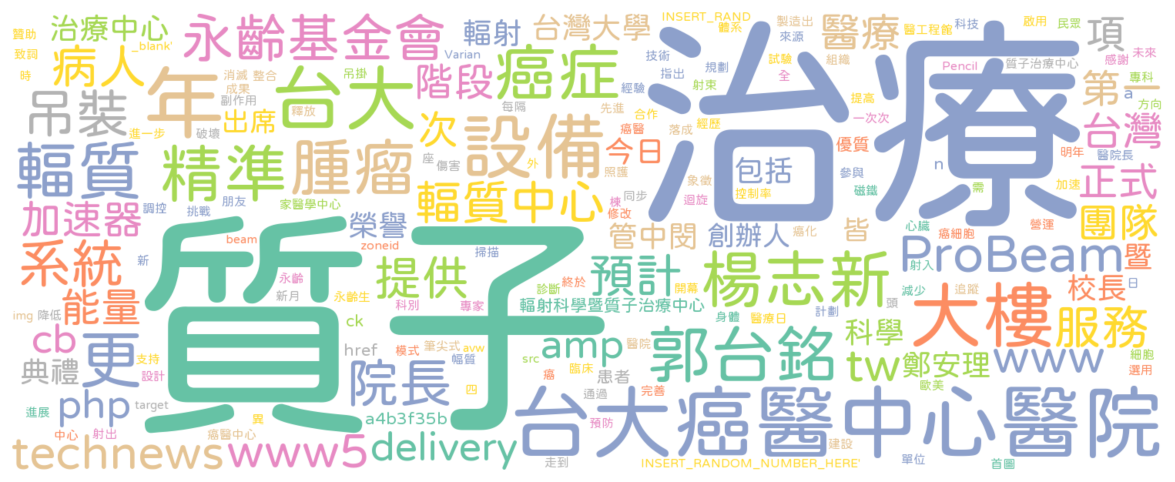 贊助 治療中心 _blank' 永齡基金會 輻射 台灣大學 INSERT_RAND 體系 製造出 來源 醫療 醫工程館 科技 啟用 民眾 項
致詞 時 病人 年 消滅 整合 成果 副作用 吊掛 台大 Varian 階段 癌症 技術 指出 規劃 射束 試驗 全 組織 Pencil 質子治療中心 感謝 未來
吊裝 進一步 出席 破壞 釋放 每隔 經驗 次 設備 先進 合作 癌醫 落成 經歷 治療 提高 一次次 第一 專科 a 方向 台灣
輻質 精準 座 傷害 腫瘤 外 照護 今日 象徵 包括 控制率 優質 參與 n 明年 醫院長 正式
加速器 調控 挑戰 朋友 家醫學中心 榮譽 輻質中心 棟 同步 修改 迴旋 磁鐵 需 加速 團隊
系統 新 beam zoneid 掃描 管中閔 創辦人 癌化 皆 心臟 癌細胞 營運 ProBeam 暨
能量 永齡 新月 質子 提供 終於 預計 楊志新 射入 減少 追蹤 日 大樓 校長
img 降低 永齡生 科別 專家 診斷 開幕 輻射科學暨質子治療中心 頭
cb 支持 ck 模式 筆尖式 amp 醫院 身體 醫療日 計劃 科學 服務
典禮 更 設計 href 輻質 avw src 臨床 郭台銘 tw 鄭安理 www 細胞 選用
進展 php target 院長 四 癌 患者 通過 完善 歐美
中心 射出 a4b3f35b 異 台大癌醫中心醫院 預防
technews 癌醫中心 www5 delivery 走到 建設 INSERT_RANDOM_NUMBER_HERE' 單位 首圖